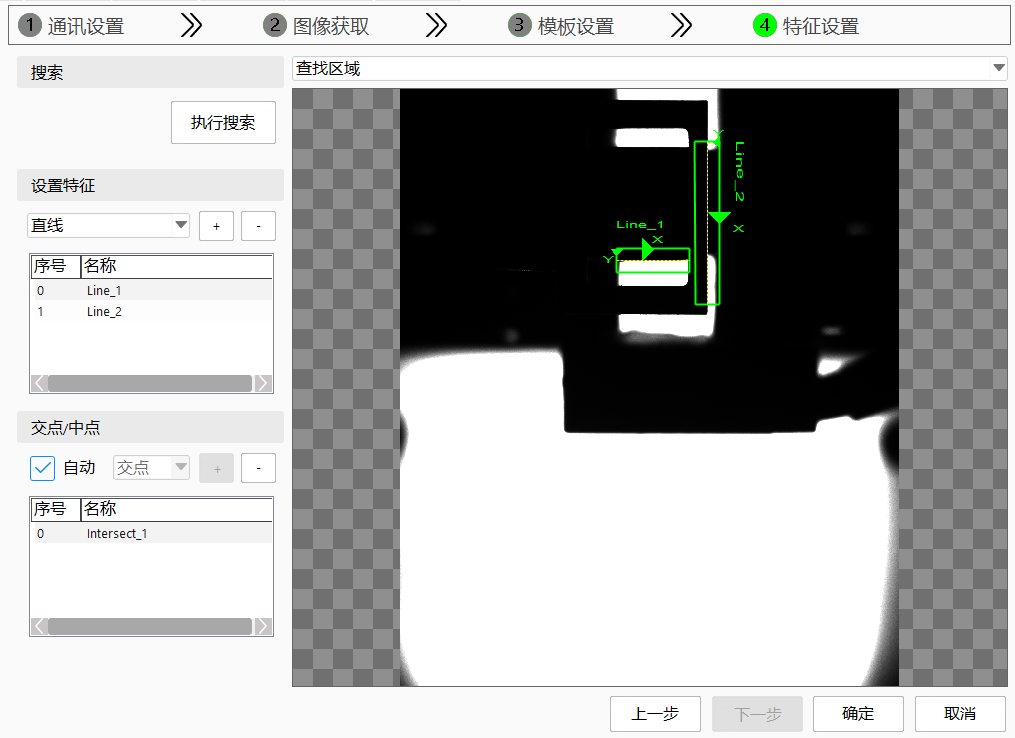 1 通讯设置 2 图像获取 3 模板设置 4 特征设置
搜索
查找区域
执行搜索
设置特征
直线 + -
序号 名称
0 Line_1
1 Line_2
交点/中点
自动 交点 + -
序号 名称
0 Intersect_1
Y
Line_2
X
Line_1
X
Y
上一步 下一步 确定 取消